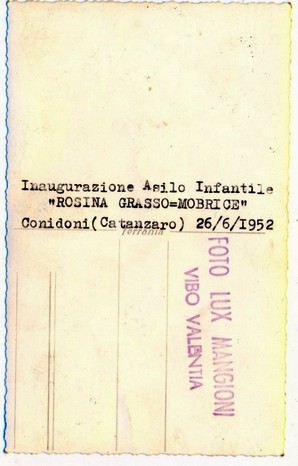 Inaugurazione Asilo Infantile
"ROSINA GRASSO=MOBRICE"
Conidoni(Catanzaro) 26/6/1952
ferrania
FOTO LUX MANGIONI
VIBO VALENTIA